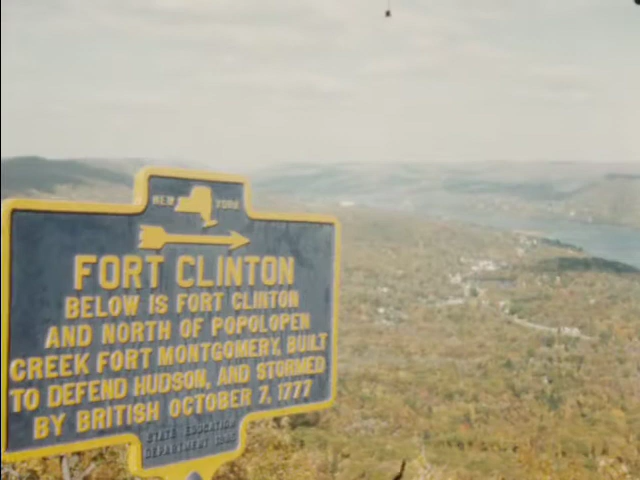 NEW YORK
FORT CLINTON
BELOW IS FORT CLINTON
AND NORTH OF POPOLOPEN
CREEK FORT MONTGOMERY, BUILT
TO DEFEND HUDSON, AND STORMED
BY BRITISH OCTOBER 7, 1777
STATE EDUCATION
DEPARTMENT